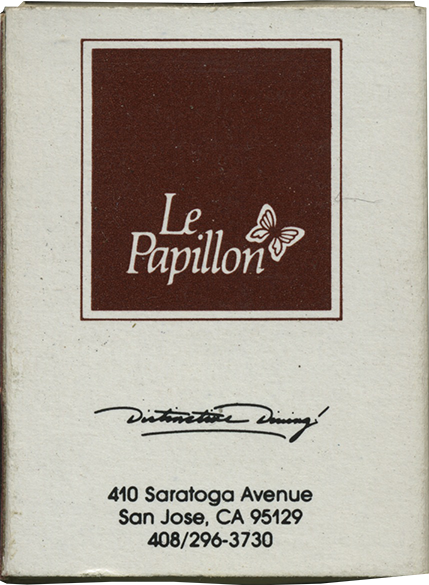 Le
Papillon
Distinctive Dining!
410 Saratoga Avenue
San Jose, CA 95129
408/296-3730